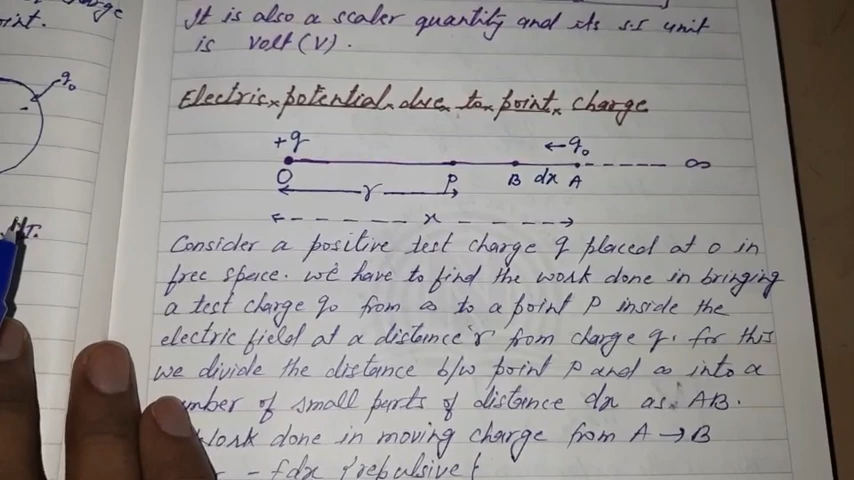 It is also a scaler quantity and its S.I unit
is volt (V).
Electric potential due to point charge
+q
← q₀
O
P
B
dx
A
∞
r
x
Consider a positive test charge q placed at o in
free space. we have to find the work done in bringing
a test charge q₀ from ∞ to a point P inside the
electric field at a distance 'r' from charge q. for this
we divide the distance b/w point P and ∞ into a
mber of small parts of distance dx as AB.
Work done in moving charge from A → B
- fdx {repulsive
int.
q₀